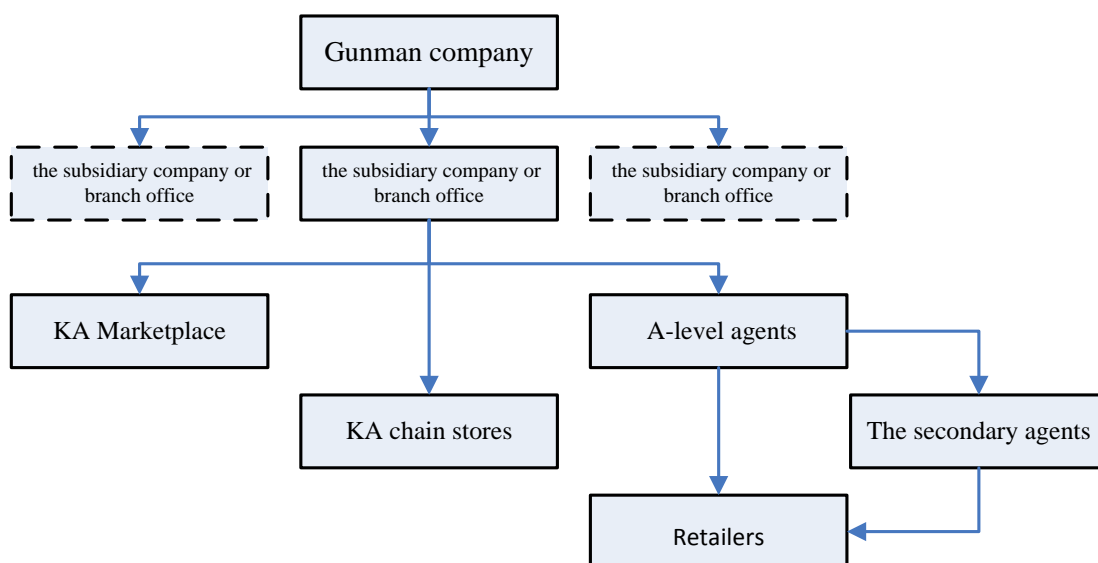 Gunman company
the subsidiary company or
branch office
the subsidiary company or
branch office
the subsidiary company or
branch office
KA Marketplace
A-level agents
KA chain stores
The secondary agents
Retailers